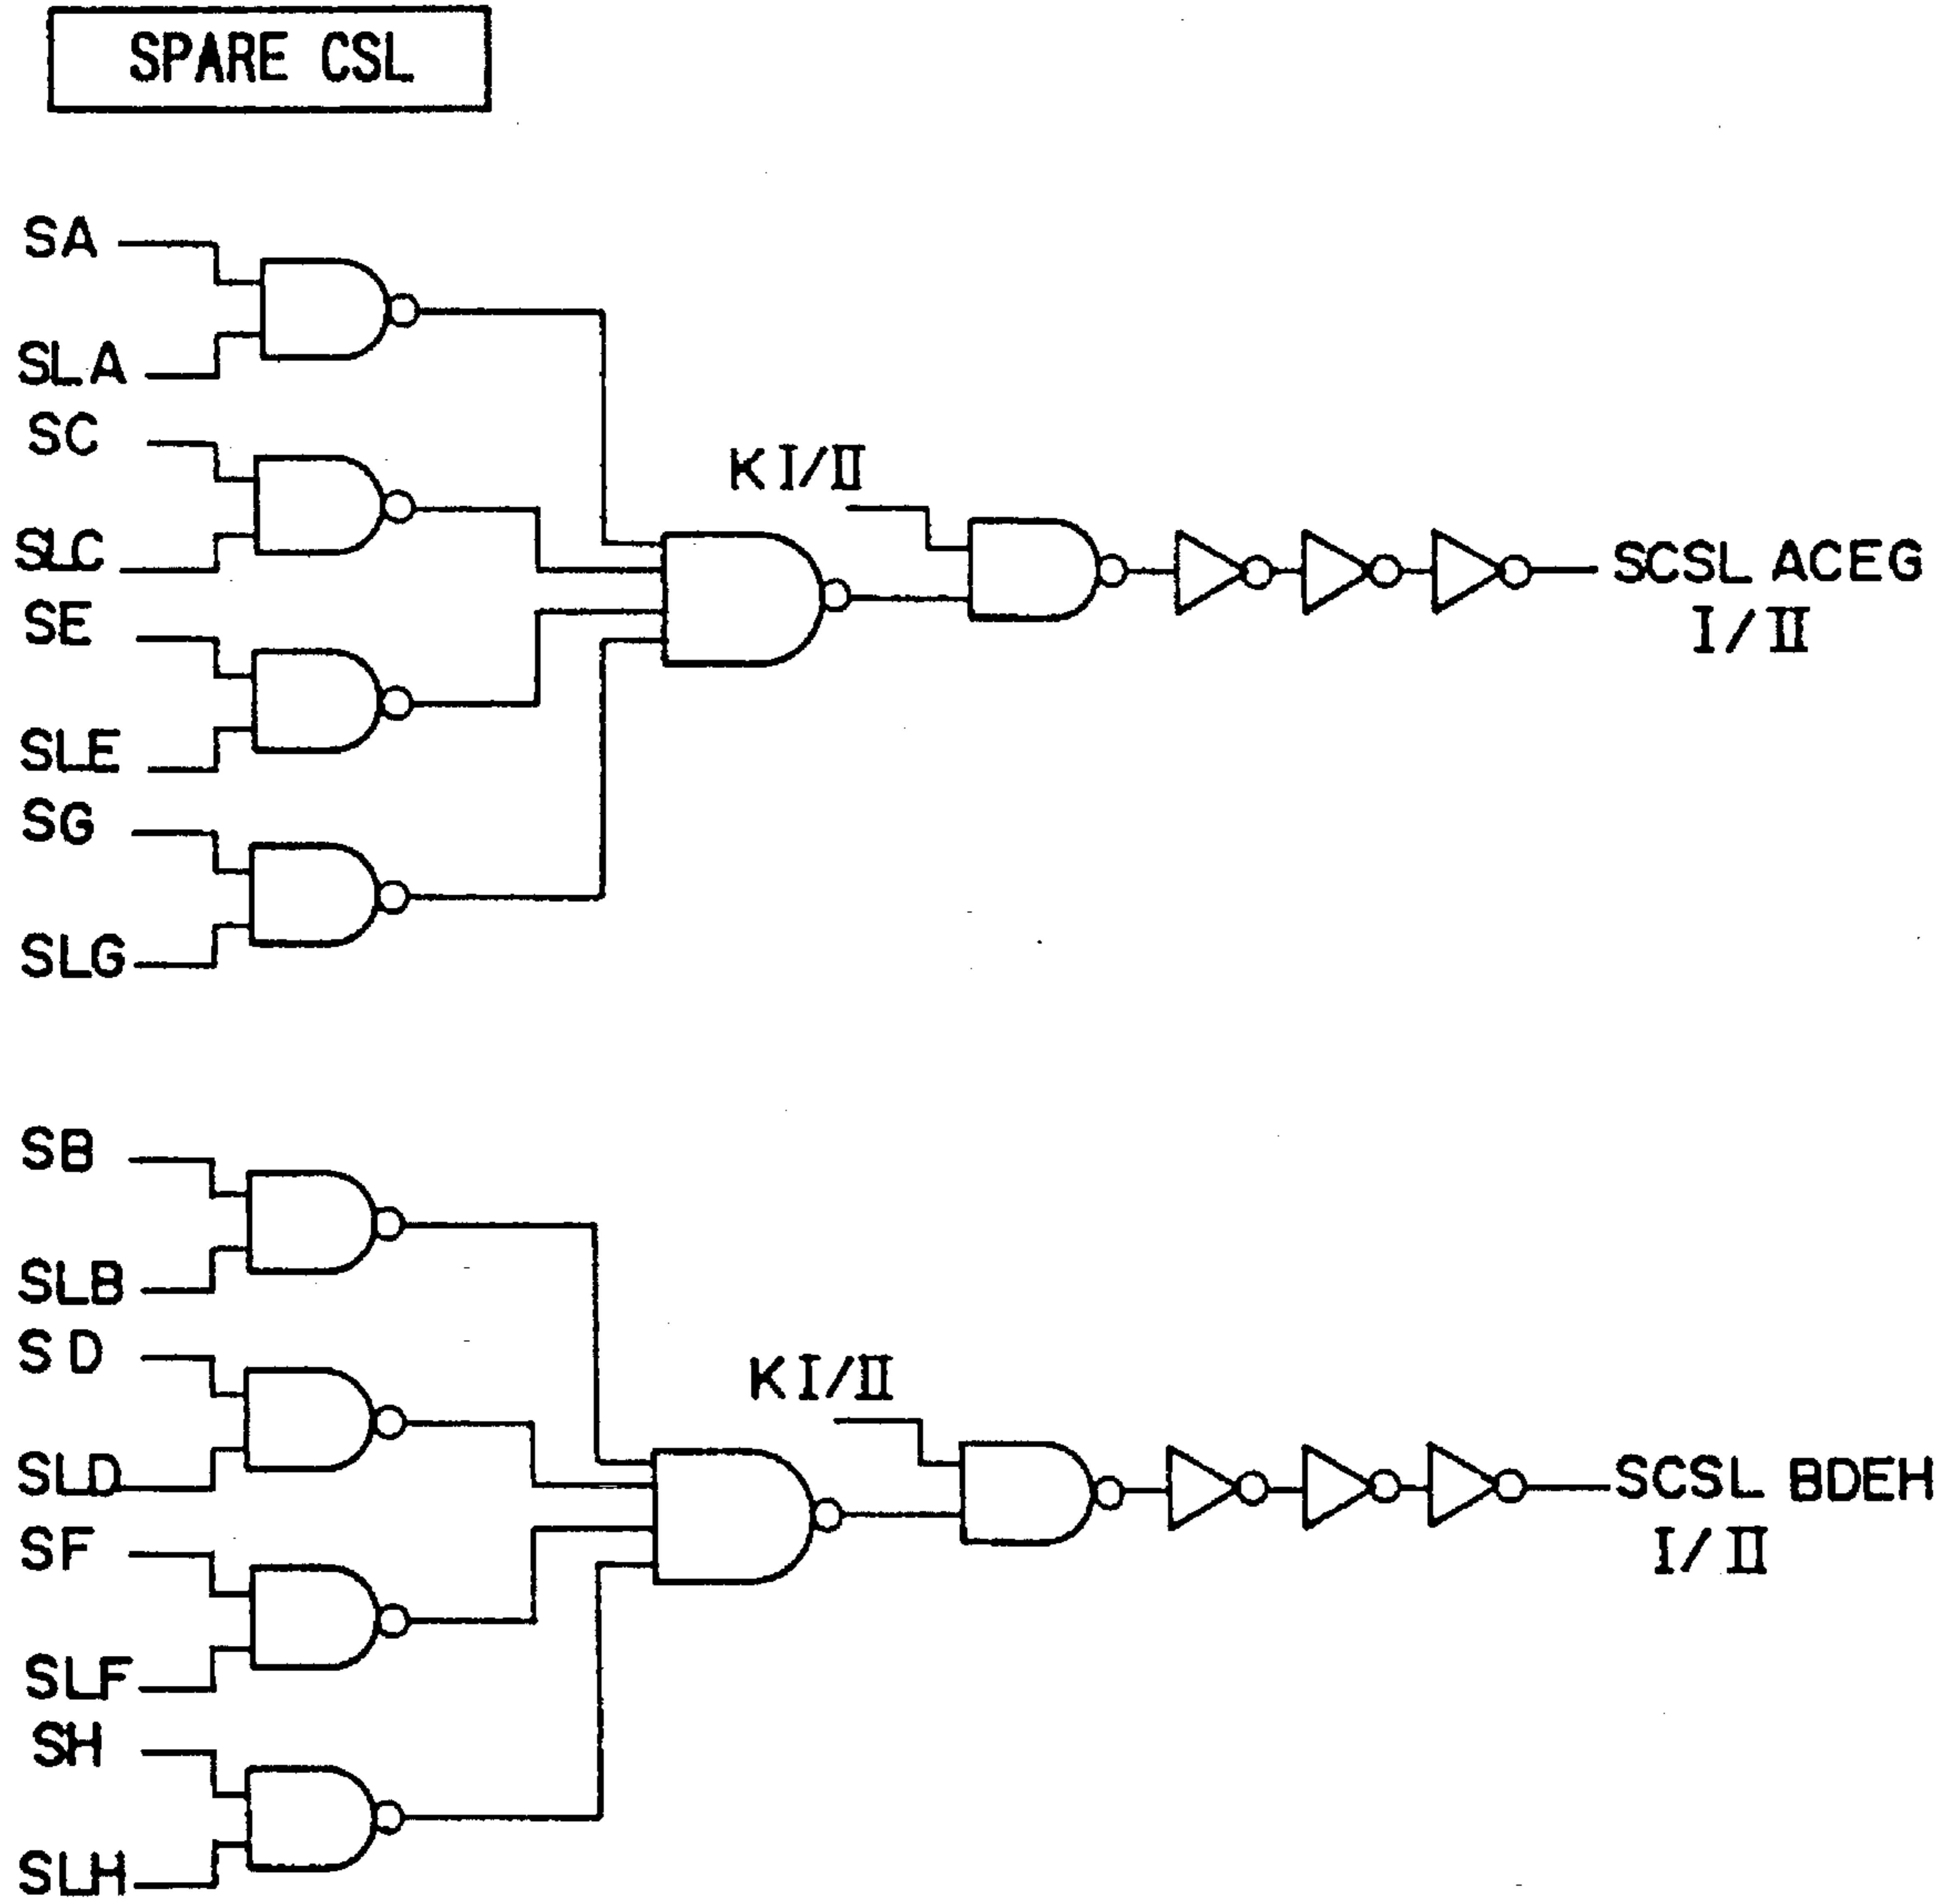 SPARE CSL
SA
SLA
SC
SLC
SE
SLE
SG
SLG
K I/II
SCSL ACEG
I/II
SB
SLB
SD
SLD
SF
SLF
SH
SLH
K I/II
SCSL BDEH
I/II